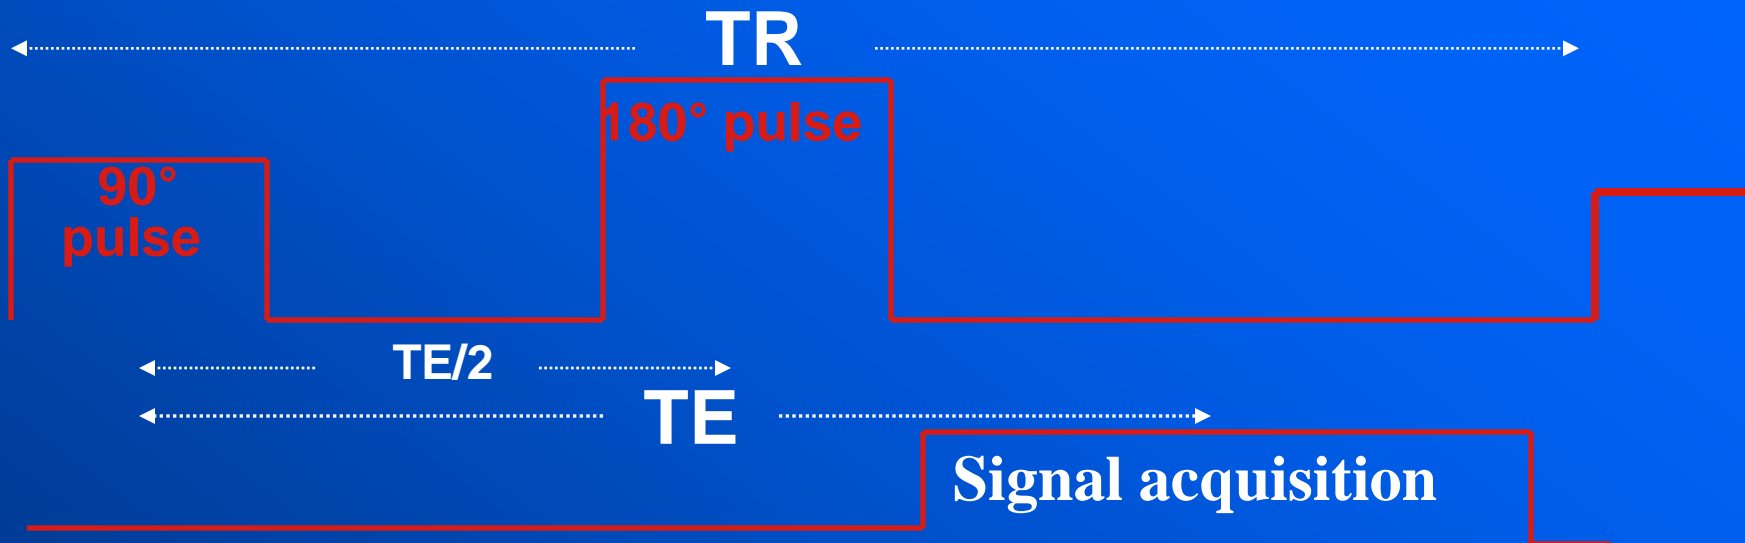 TR
180° pulse
90°
pulse
TE/2
TE
Signal acquisition